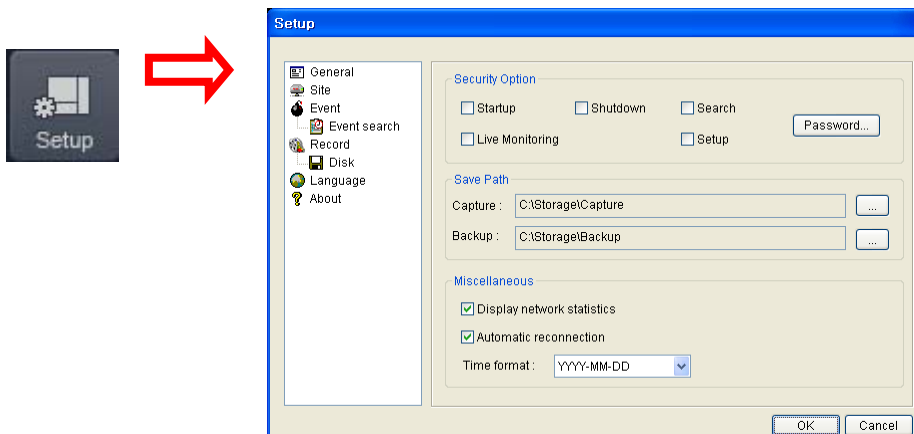 Setup
Setup
General
Site
Event
Event search
Record
Disk
Language
About
Security Option
Startup Shutdown Search
Live Monitoring Setup
Password...
Save Path
Capture : C:\Storage\Capture ...
Backup : C:\Storage\Backup ...
Miscellaneous
Display network statistics
Automatic reconnection
Time format : YYYY-MM-DD
OK Cancel